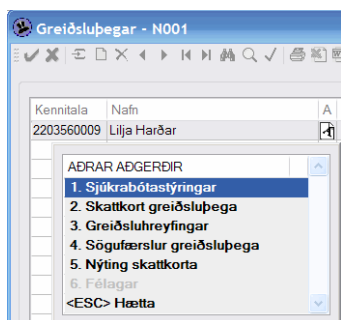 Greiðsluþegar - N001
Kennitala Nafn A
2203560009 Lilja Harðar
AÐRAR AÐGERÐIR
1. Sjúkrabótastýringar
2. Skattkort greiðsluþega
3. Greiðsluhreyfingar
4. Sögufærslur greiðsluþega
5. Nýting skattkorta
6. Félagar
<ESC> Hætta